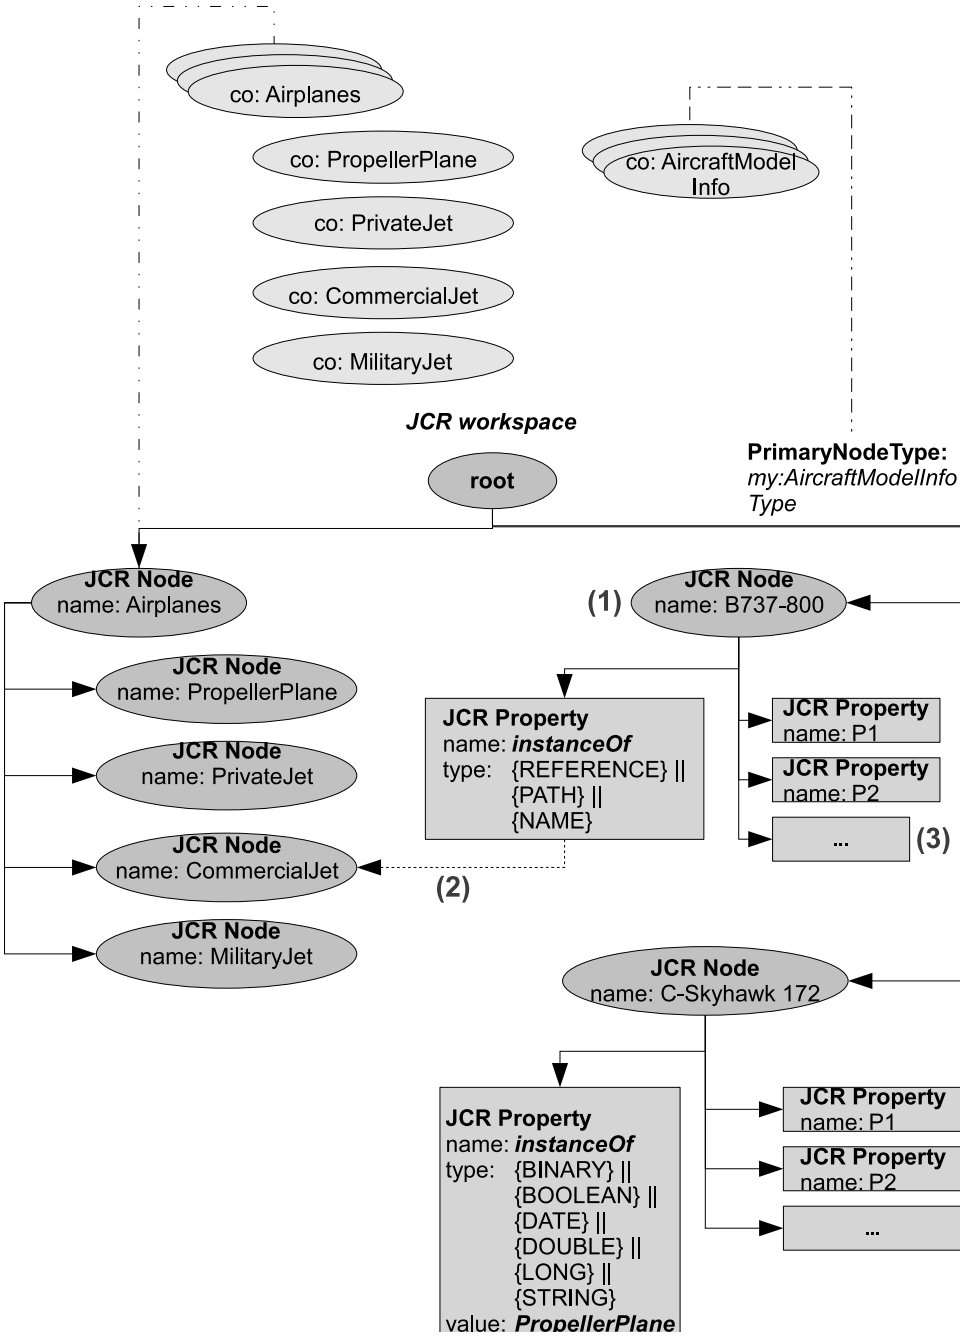 co: Airplanes
co: PropellerPlane
co: PrivateJet
co: CommercialJet
co: MilitaryJet
co: AircraftModel
Info
JCR workspace
root
PrimaryNodeType:
my:AircraftModelInfo
Type
JCR Node
name: Airplanes
JCR Node
name: PropellerPlane
JCR Node
name: PrivateJet
JCR Node
name: CommercialJet
JCR Node
name: MilitaryJet
(1)
JCR Node
name: B737-800
JCR Property
name: instanceOf
type: {REFERENCE} ||
{PATH} ||
{NAME}
(2)
JCR Property
name: P1
JCR Property
name: P2
...
(3)
JCR Node
name: C-Skyhawk 172
JCR Property
name: instanceOf
type: {BINARY} ||
{BOOLEAN} ||
{DATE} ||
{DOUBLE} ||
{LONG} ||
{STRING}
value: PropellerPlane
JCR Property
name: P1
JCR Property
name: P2
...